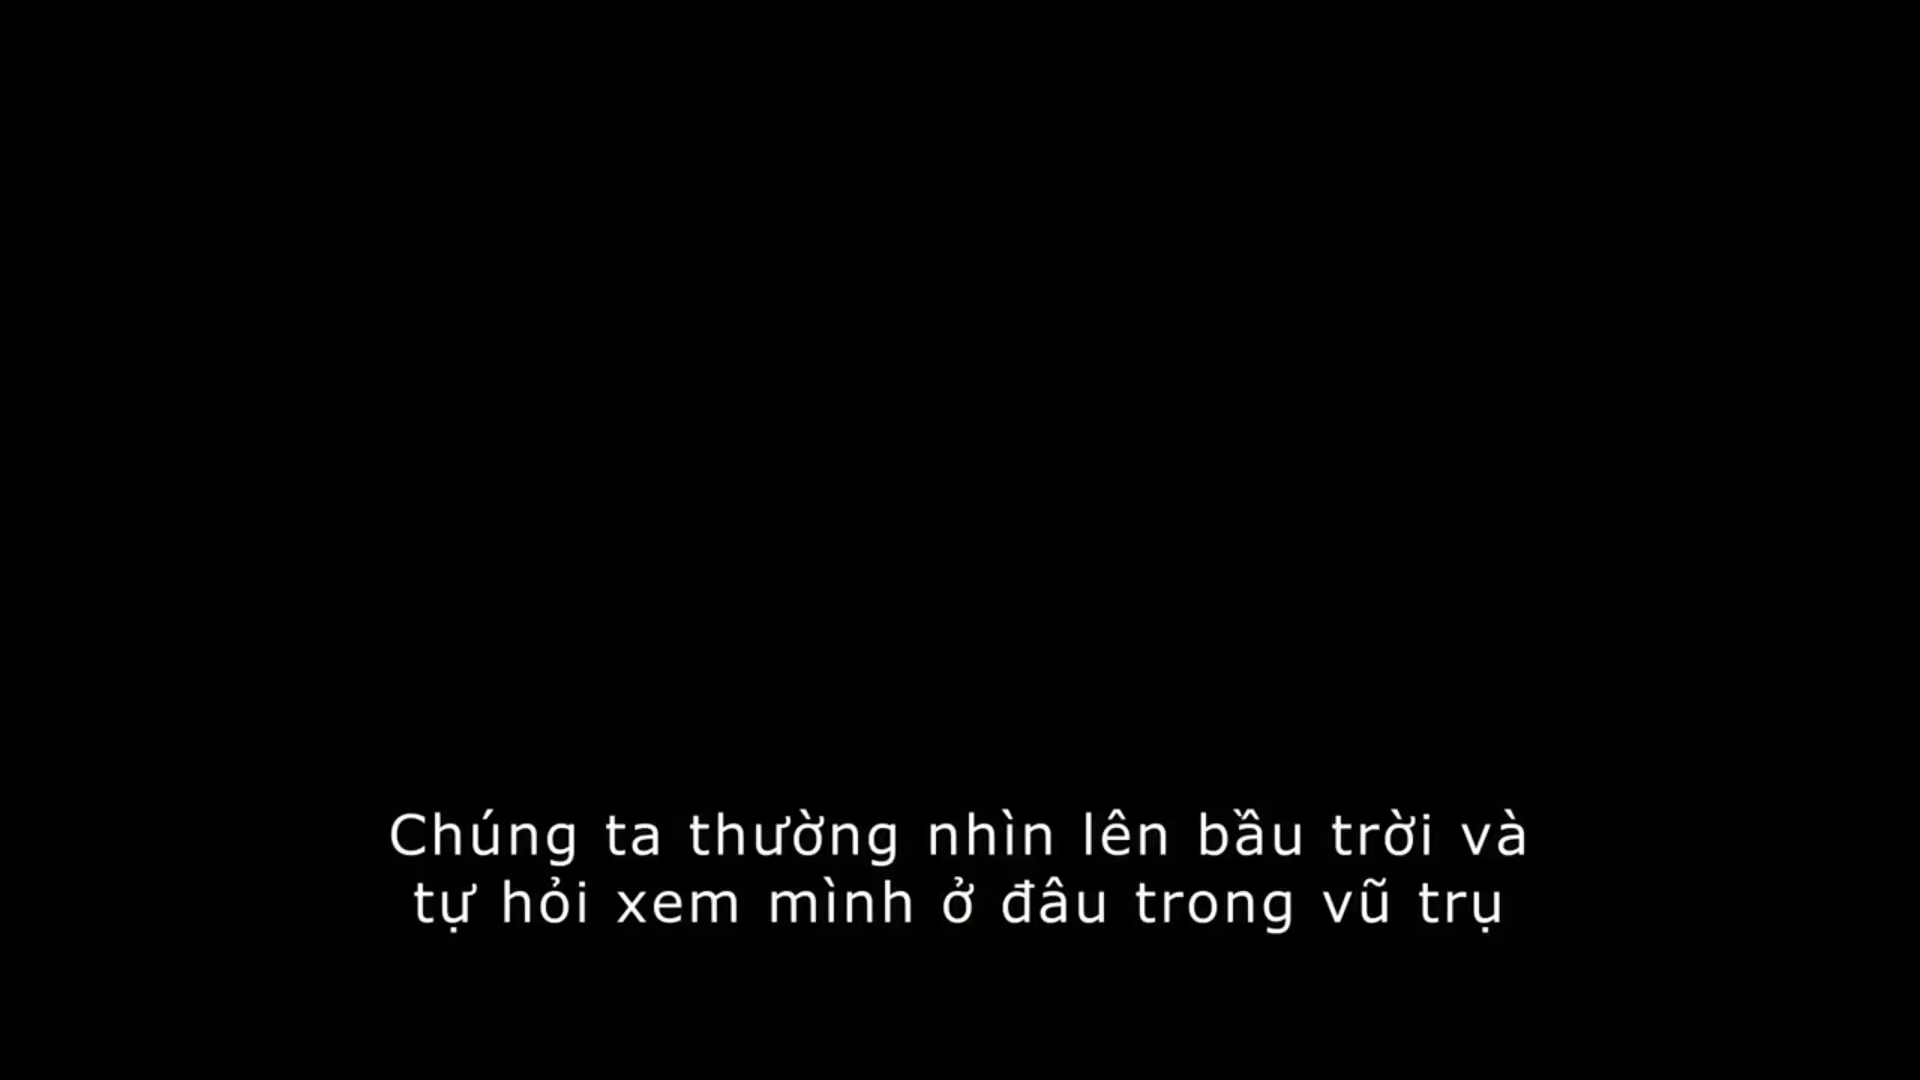 Chúng ta thường nhìn lên bầu trời và
tự hỏi xem mình ở đâu trong vũ trụ